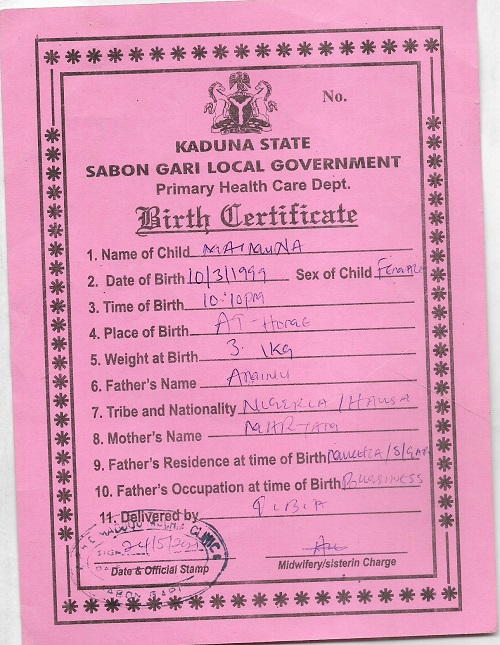 No.
KADUNA STATE
SABON GARI LOCAL GOVERNMENT
Primary Health Care Dept.
Birth Certificate
1. Name of Child MAIMUNA
2. Date of Birth 10/3/1999 Sex of Child Female
3. Time of Birth 10:10pm
4. Place of Birth AT-Home
5. Weight at Birth 3.1kg
6. Father's Name
7. Tribe and Nationality NIGERIA/HAUSA
8. Mother's Name
9. Father's Residence at time of Birth
10. Father's Occupation at time of Birth Bussiness
11. Delivered by
CLINIC
24/5/
Date & Official Stamp
Midwifery/sisterin Charge